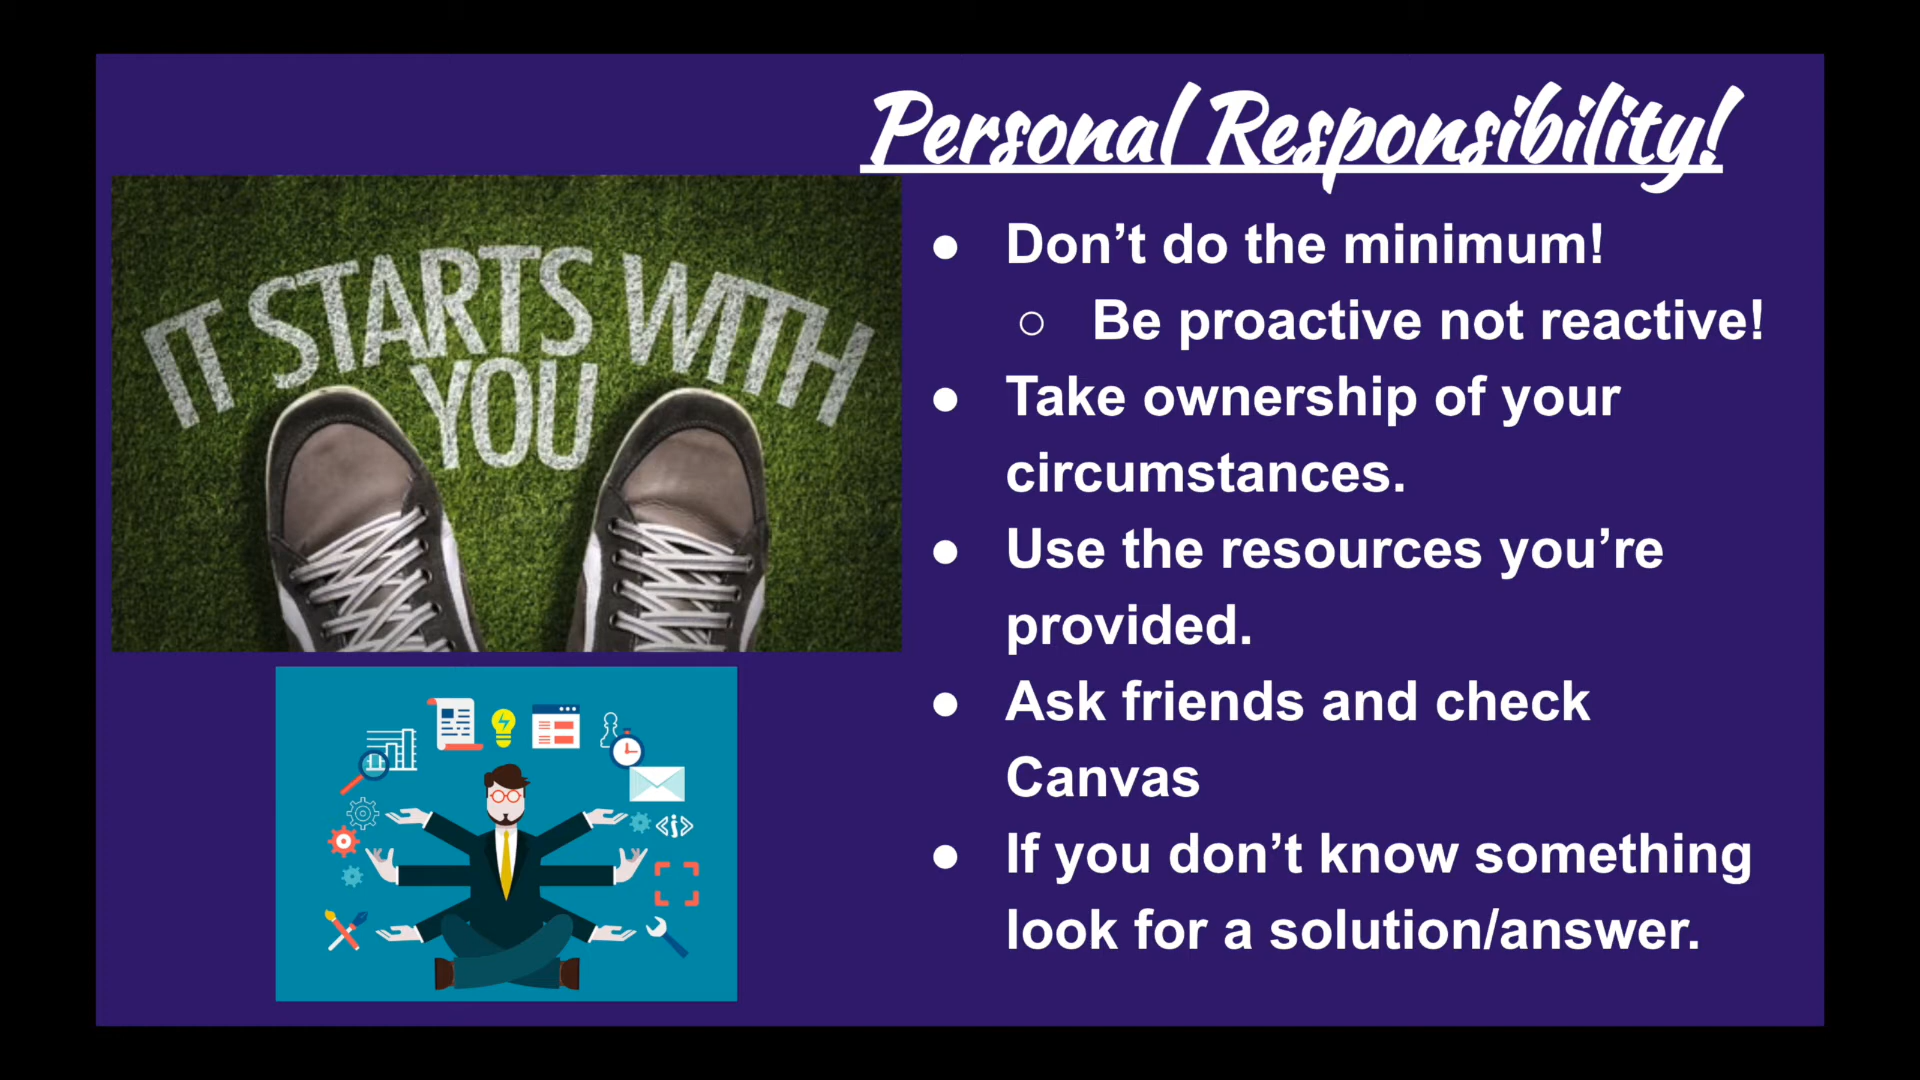 Personal Responsibility!
IT STARTS WITH
YOU
● Don’t do the minimum!
○ Be proactive not reactive!
● Take ownership of your
circumstances.
● Use the resources you’re
provided.
● Ask friends and check
Canvas
● If you don’t know something
look for a solution/answer.